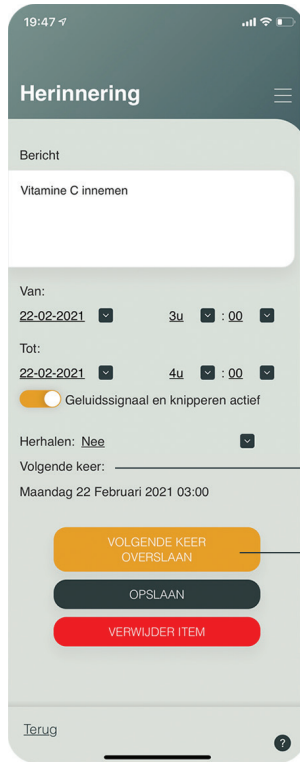 19:47
Herinnering
Bericht
Vitamine C innemen
Van:
22-02-2021 3u : 00
Tot:
22-02-2021 4u : 00
Geluidssignaal en knipperen actief
Herhalen: Nee
Volgende keer:
Maandag 22 Februari 2021 03:00
VOLGENDE KEER
OVERSLAAN
OPSLAAN
VERWIJDER ITEM
Terug
?